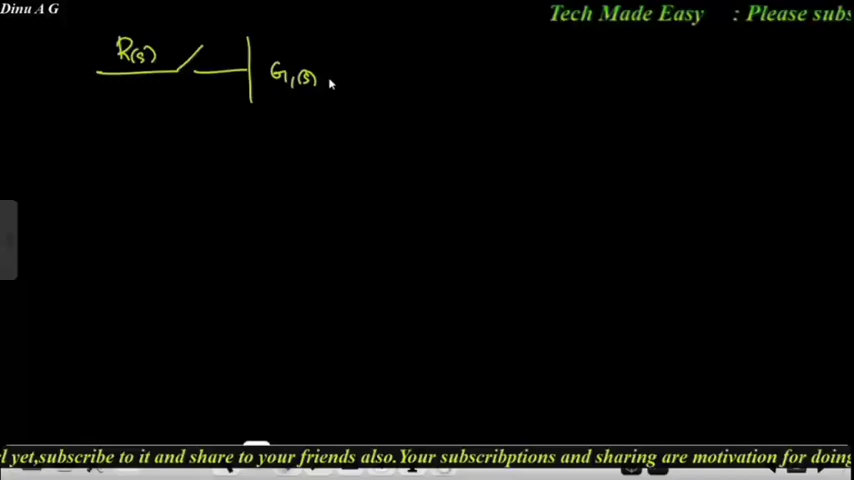 Dinu A G
Tech Made Easy : Please subs
R(s)
G1(s)
l yet,subscribe to it and share to your friends also.Your subscribptions and sharing are motivation for doing